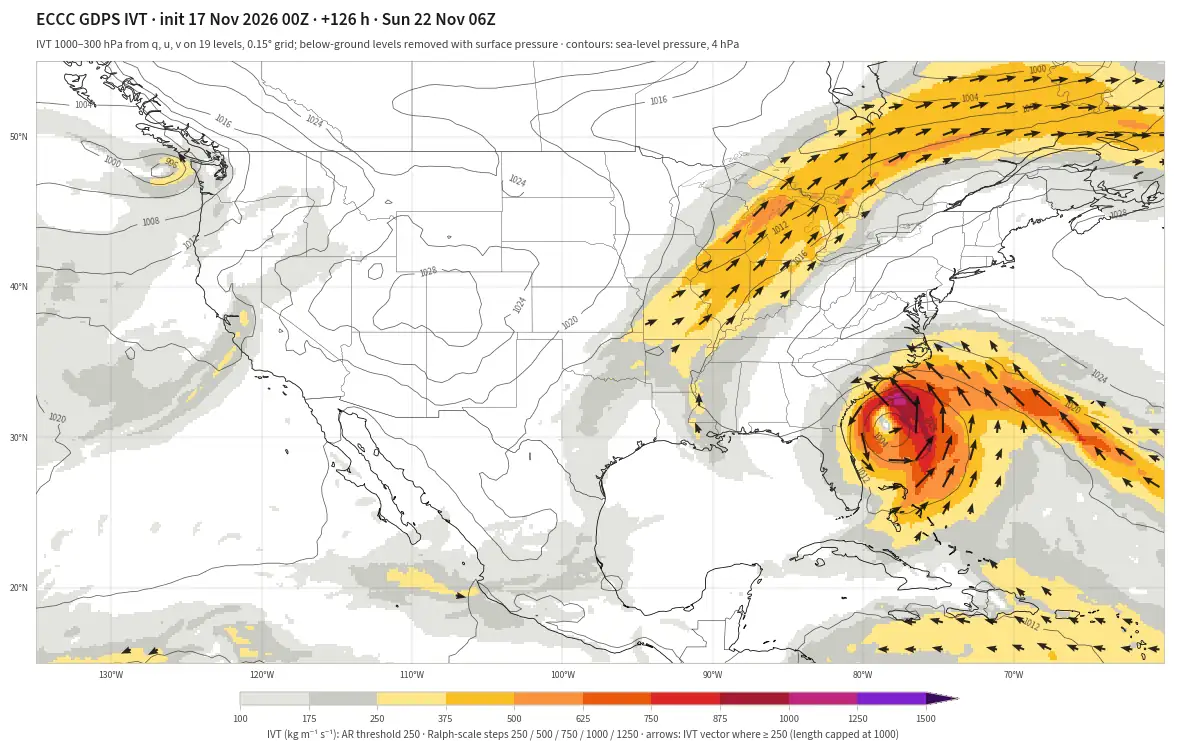 ECCC GDPS IVT · init 17 Nov 2026 00Z · +126 h · Sun 22 Nov 06Z
IVT 1000–300 hPa from q, u, v on 19 levels, 0.15° grid; below-ground levels removed with surface pressure · contours: sea-level pressure, 4 hPa
1004
1016
1024
1016
1000
1004
50°N
1000
996
1024
1008
1012
1012
1016
1028
40°N
1028
1024
1020
1024
1020
1020
30°N
1004
1012
20°N
1012
130°W 120°W 110°W 100°W 90°W 80°W 70°W
100 175 250 375 500 625 750 875 1000 1250 1500
IVT (kg m⁻¹ s⁻¹): AR threshold 250 · Ralph-scale steps 250 / 500 / 750 / 1000 / 1250 · arrows: IVT vector where ≥ 250 (length capped at 1000)